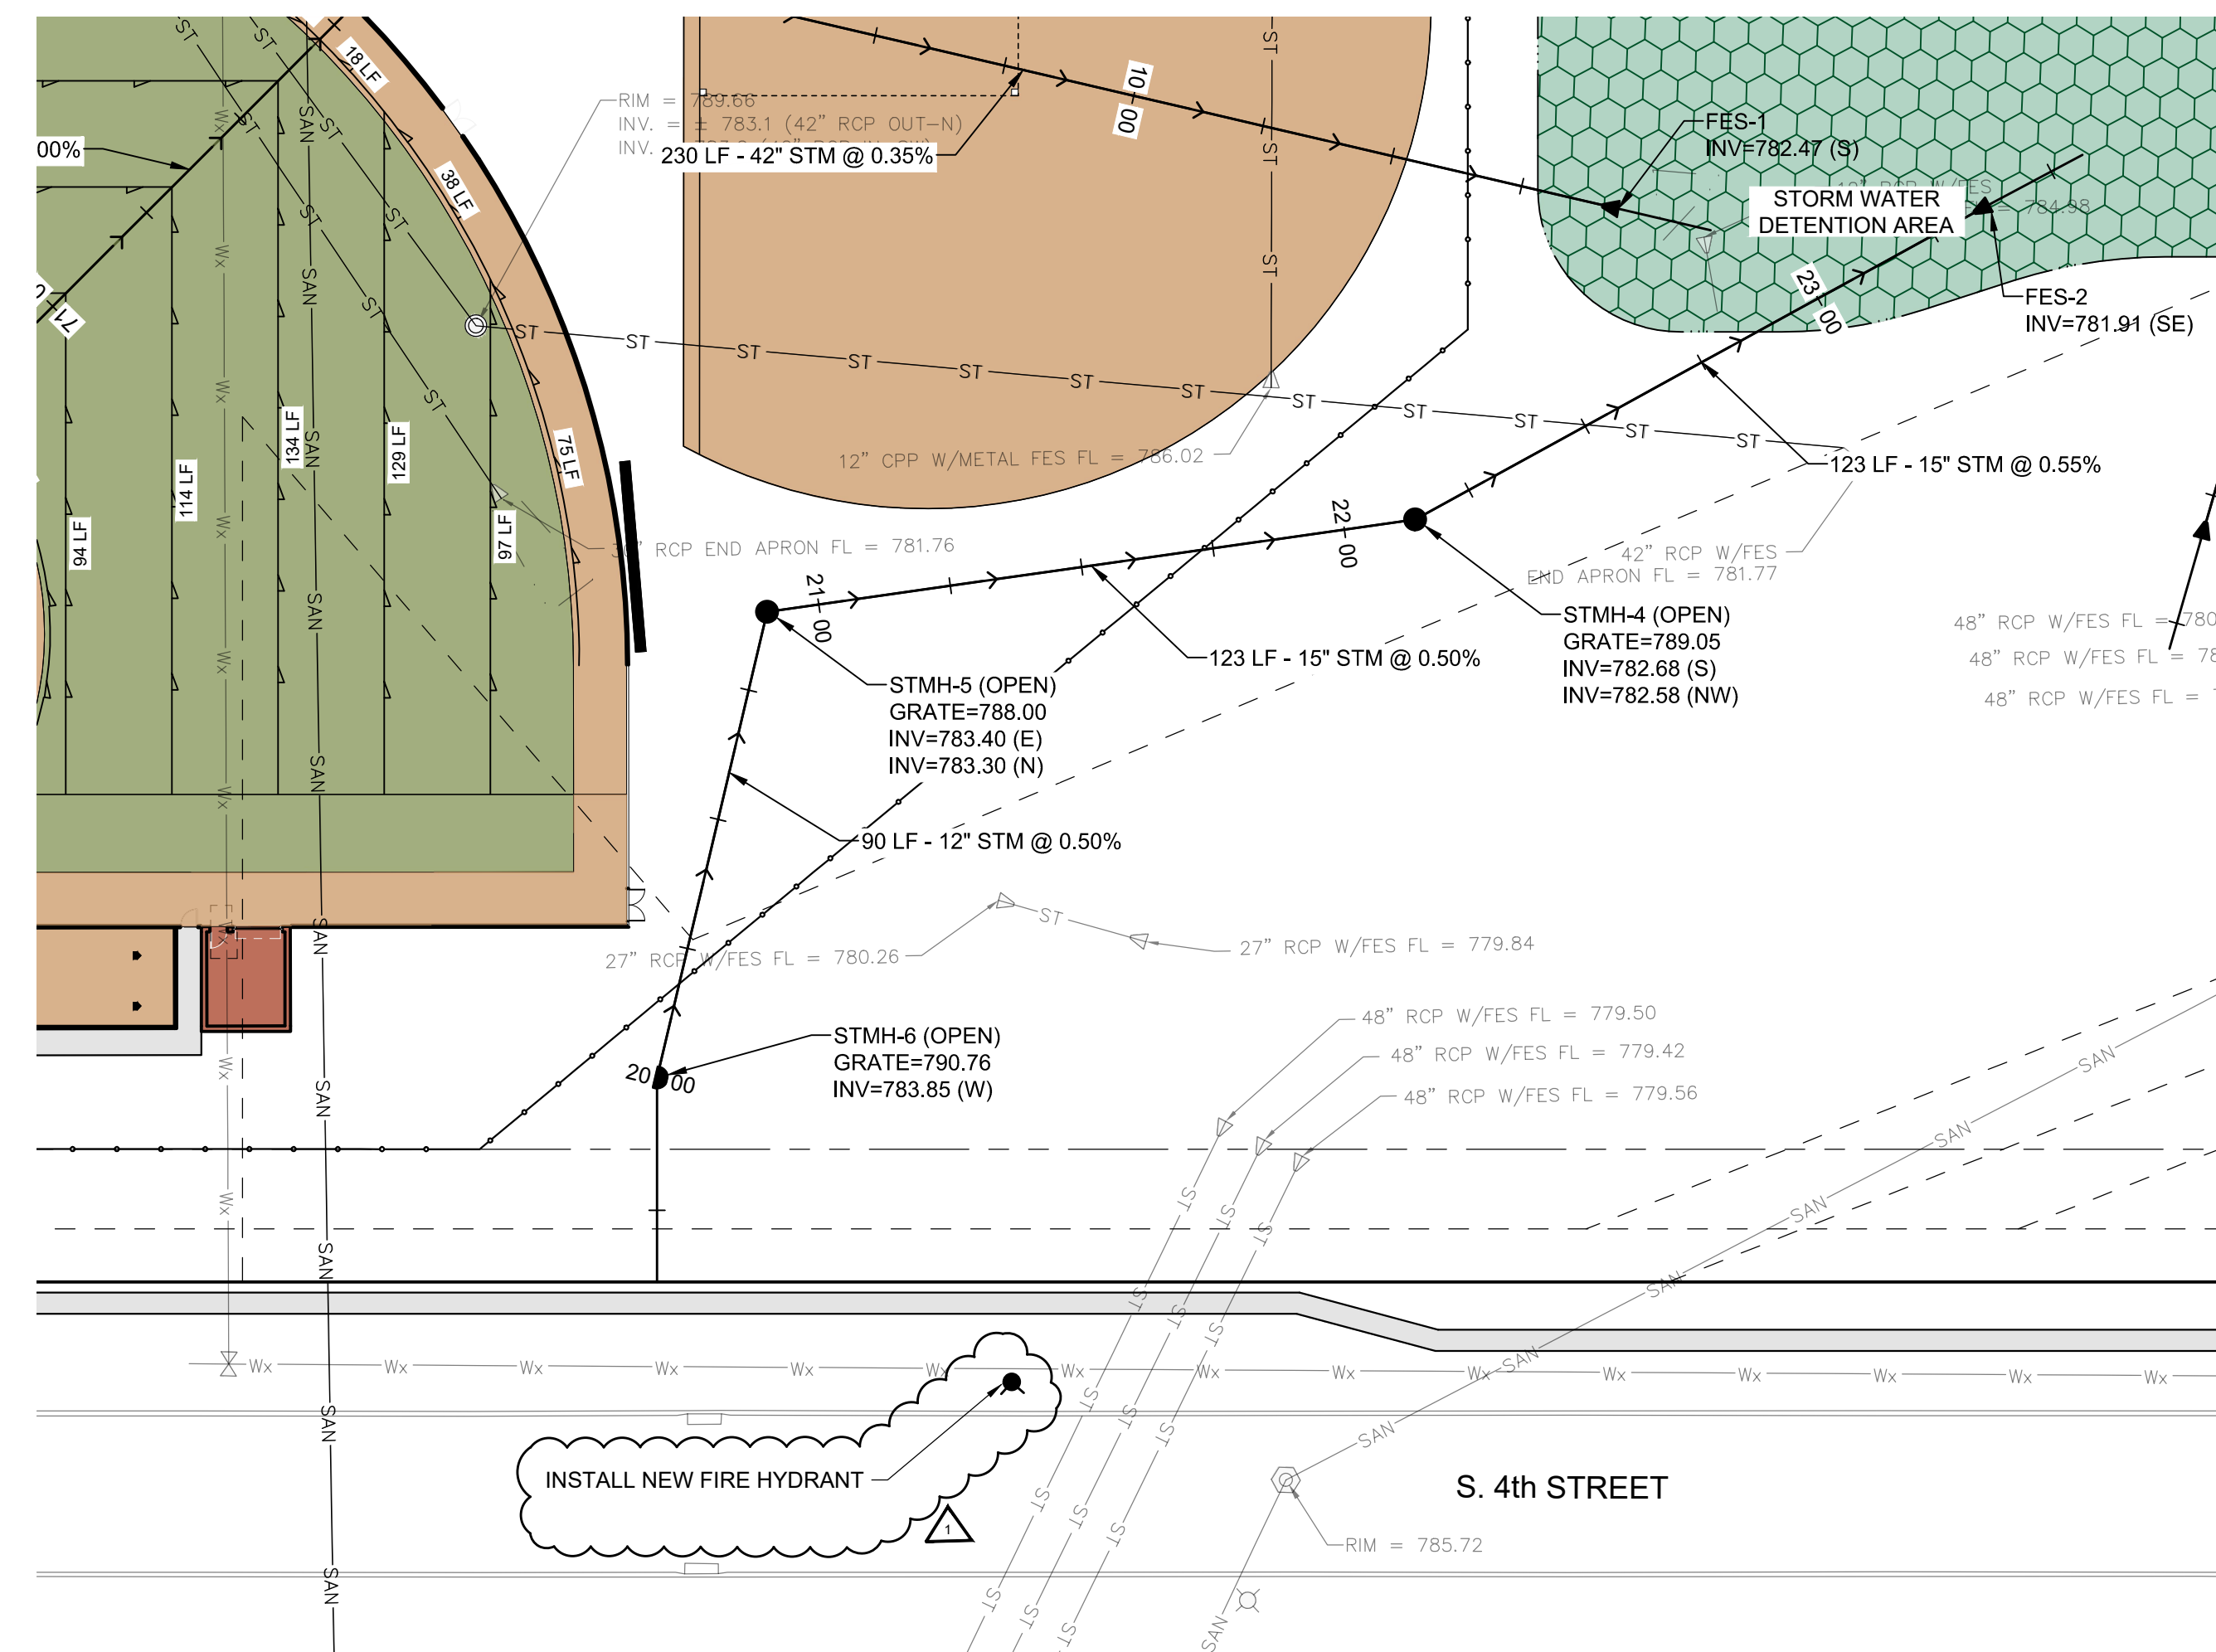 18 LF
38 LF
75 LF
00%
71
94 LF
114 LF
134 LF
129 LF
97 LF
RIM = 789.66
INV. = ± 783.1 (42" RCP OUT-N)
INV.
230 LF - 42" STM @ 0.35%
10 00
FES-1
INV=782.47 (S)
STORM WATER
DETENTION AREA
784.98
FES-2
INV=781.91 (SE)
23 00
12" CPP W/METAL FES FL = 786.02
123 LF - 15" STM @ 0.55%
RCP END APRON FL = 781.76
21 00
22 00
42" RCP W/FES
END APRON FL = 781.77
STMH-4 (OPEN)
GRATE=789.05
INV=782.68 (S)
INV=782.58 (NW)
48" RCP W/FES FL = 780
48" RCP W/FES FL = 78
48" RCP W/FES FL =
123 LF - 15" STM @ 0.50%
STMH-5 (OPEN)
GRATE=788.00
INV=783.40 (E)
INV=783.30 (N)
90 LF - 12" STM @ 0.50%
27" RCP W/FES FL = 780.26
ST
27" RCP W/FES FL = 779.84
STMH-6 (OPEN)
GRATE=790.76
INV=783.85 (W)
20 00
48" RCP W/FES FL = 779.50
48" RCP W/FES FL = 779.42
48" RCP W/FES FL = 779.56
SAN
Wx
INSTALL NEW FIRE HYDRANT
1
S. 4th STREET
RIM = 785.72